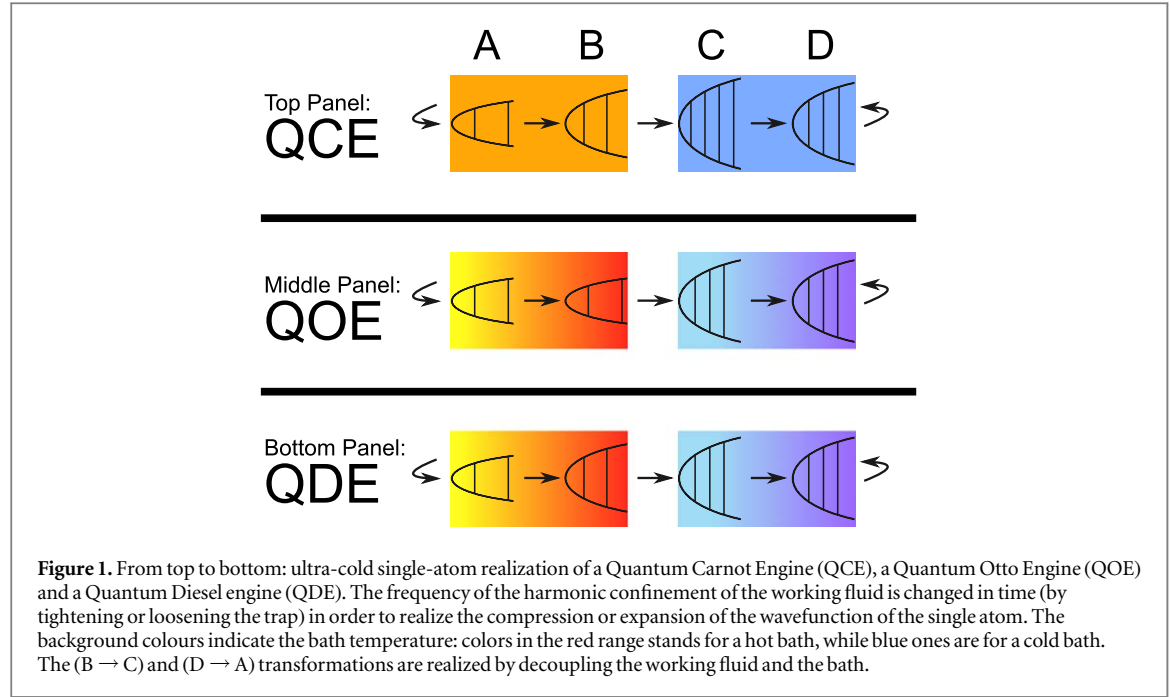 A B C D
Top Panel:
QCE
Middle Panel:
QOE
Bottom Panel:
QDE
Figure 1. From top to bottom: ultra-cold single-atom realization of a Quantum Carnot Engine (QCE), a Quantum Otto Engine (QOE)
and a Quantum Diesel engine (QDE). The frequency of the harmonic confinement of the working fluid is changed in time (by
tightening or loosening the trap) in order to realize the compression or expansion of the wavefunction of the single atom. The
background colours indicate the bath temperature: colors in the red range stands for a hot bath, while blue ones are for a cold bath.
The (B → C) and (D → A) transformations are realized by decoupling the working fluid and the bath.